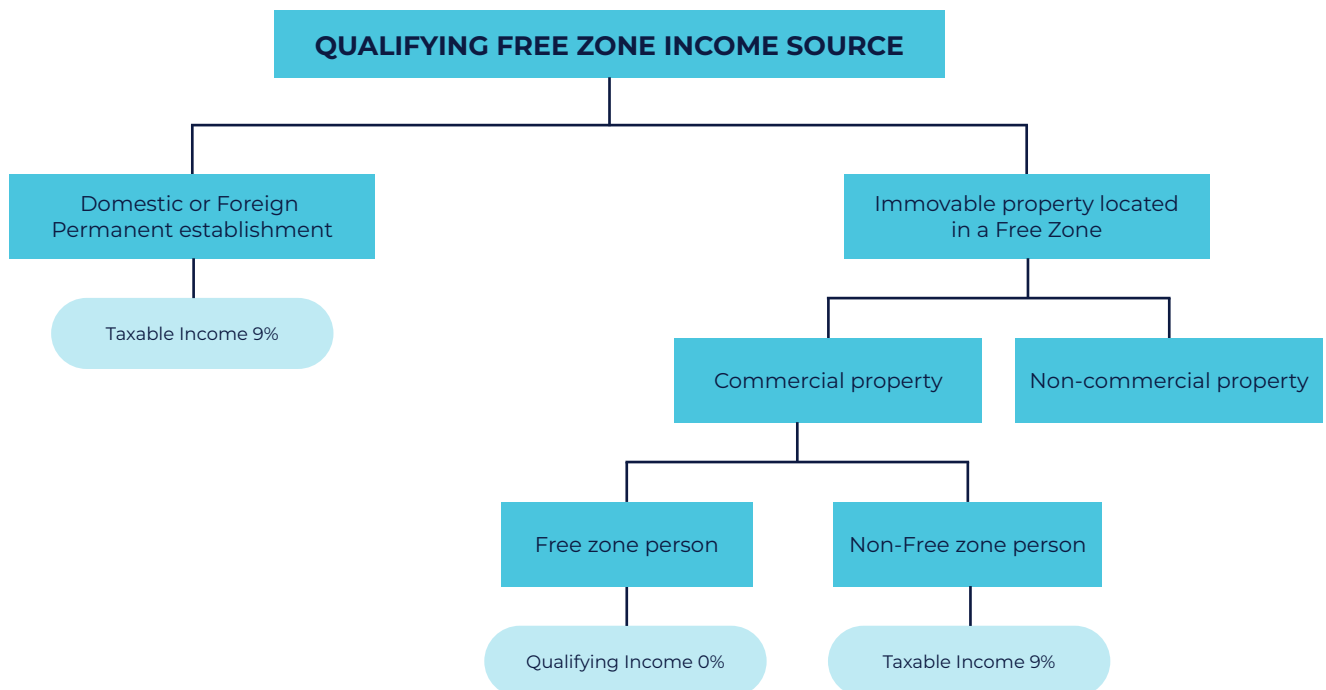 QUALIFYING FREE ZONE INCOME SOURCE
Domestic or Foreign
Permanent establishment
Immovable property located
in a Free Zone
Taxable Income 9%
Commercial property
Non-commercial property
Free zone person
Non-Free zone person
Qualifying Income 0%
Taxable Income 9%